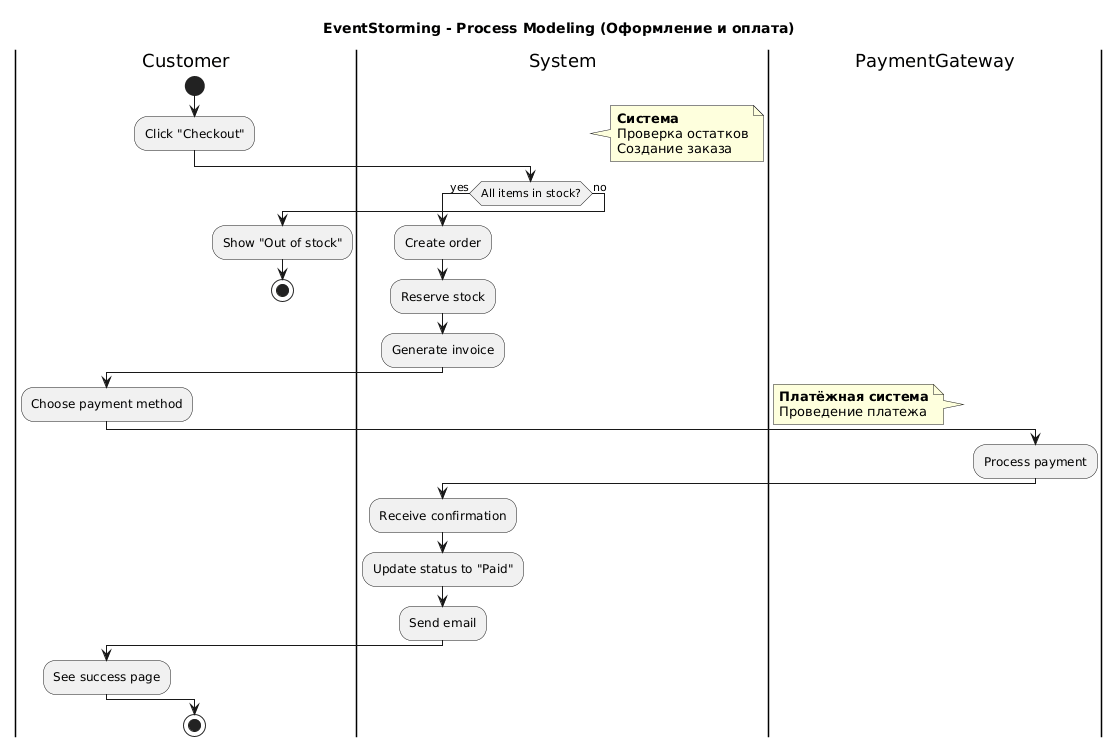 EventStorming - Process Modeling (Оформление и оплата)
Customer
System
PaymentGateway
Click "Checkout"
Система
Проверка остатков
Создание заказа
yes
All items in stock?
no
Show "Out of stock"
Create order
Reserve stock
Generate invoice
Choose payment method
Платёжная система
Проведение платежа
Process payment
Receive confirmation
Update status to "Paid"
Send email
See success page